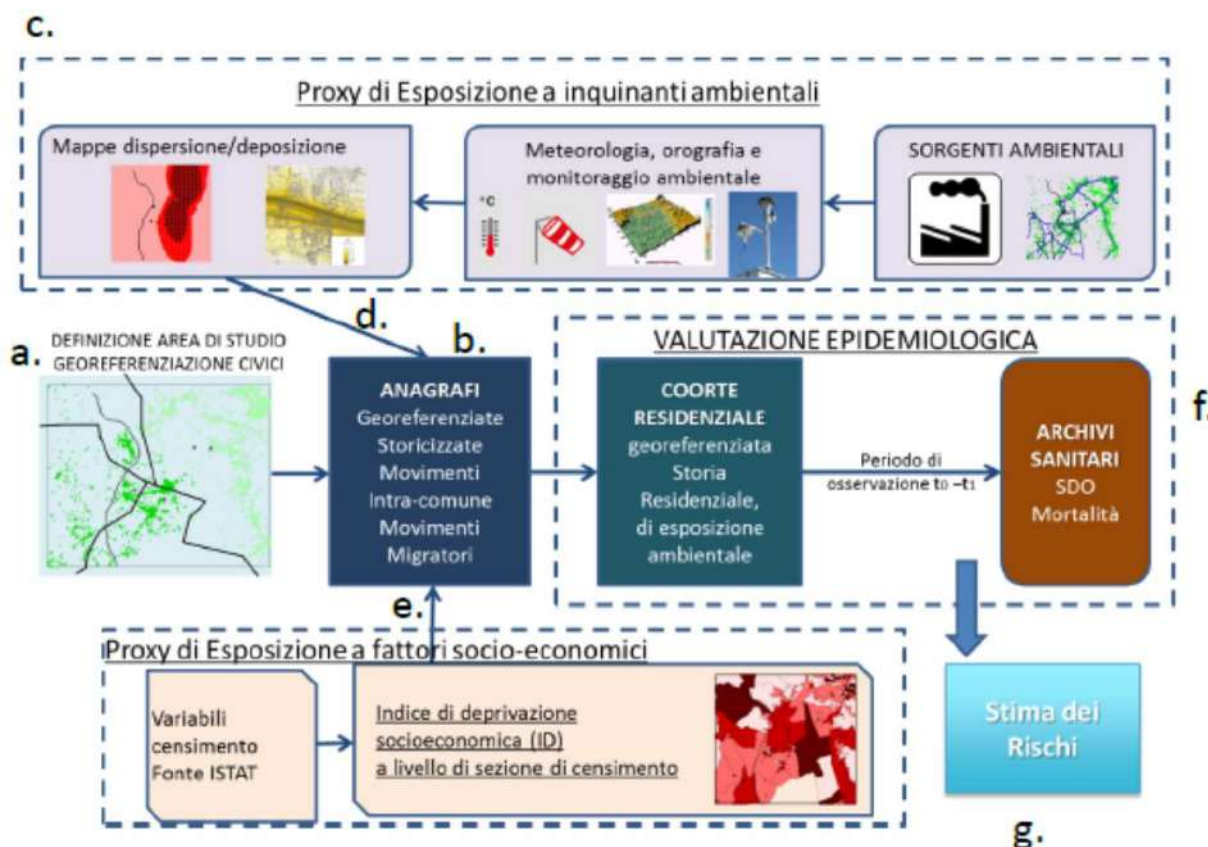 c.
Proxy di Esposizione a inquinanti ambientali
Mappe dispersione/deposizione
Meteorologia, orografia e
monitoraggio ambientale
°C
SORGENTI AMBIENTALI
d.
b.
a.
DEFINIZIONE AREA DI STUDIO
GEOREFERENZIAZIONE CIVICI
ANAGRAFI
Georeferenziate
Storicizzate
Movimenti
Intra-comune
Movimenti
Migratori
VALUTAZIONE EPIDEMIOLOGICA
COORTE
RESIDENZIALE
georeferenziata
Storia
Residenziale,
di esposizione
ambientale
Periodo di
osservazione t0 –t1
ARCHIVI
SANITARI
SDO
Mortalità
f.
e.
Proxy di Esposizione a fattori socio-economici
Variabili
censimento
Fonte ISTAT
Indice di deprivazione
socioeconomica (ID)
a livello di sezione di censimento
Stima dei
Rischi
g.